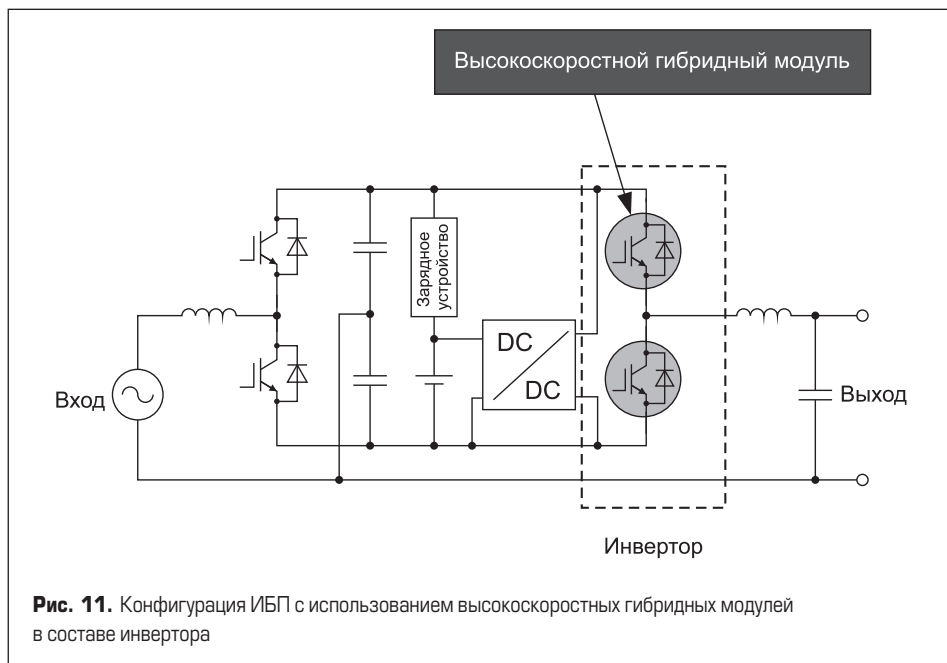 Высокоскоростной гибридный модуль
Зарядное
устройство
DC
DC
Вход
Выход
Инвертор
Рис. 11. Конфигурация ИБП с использованием высокоскоростных гибридных модулей
в составе инвертора